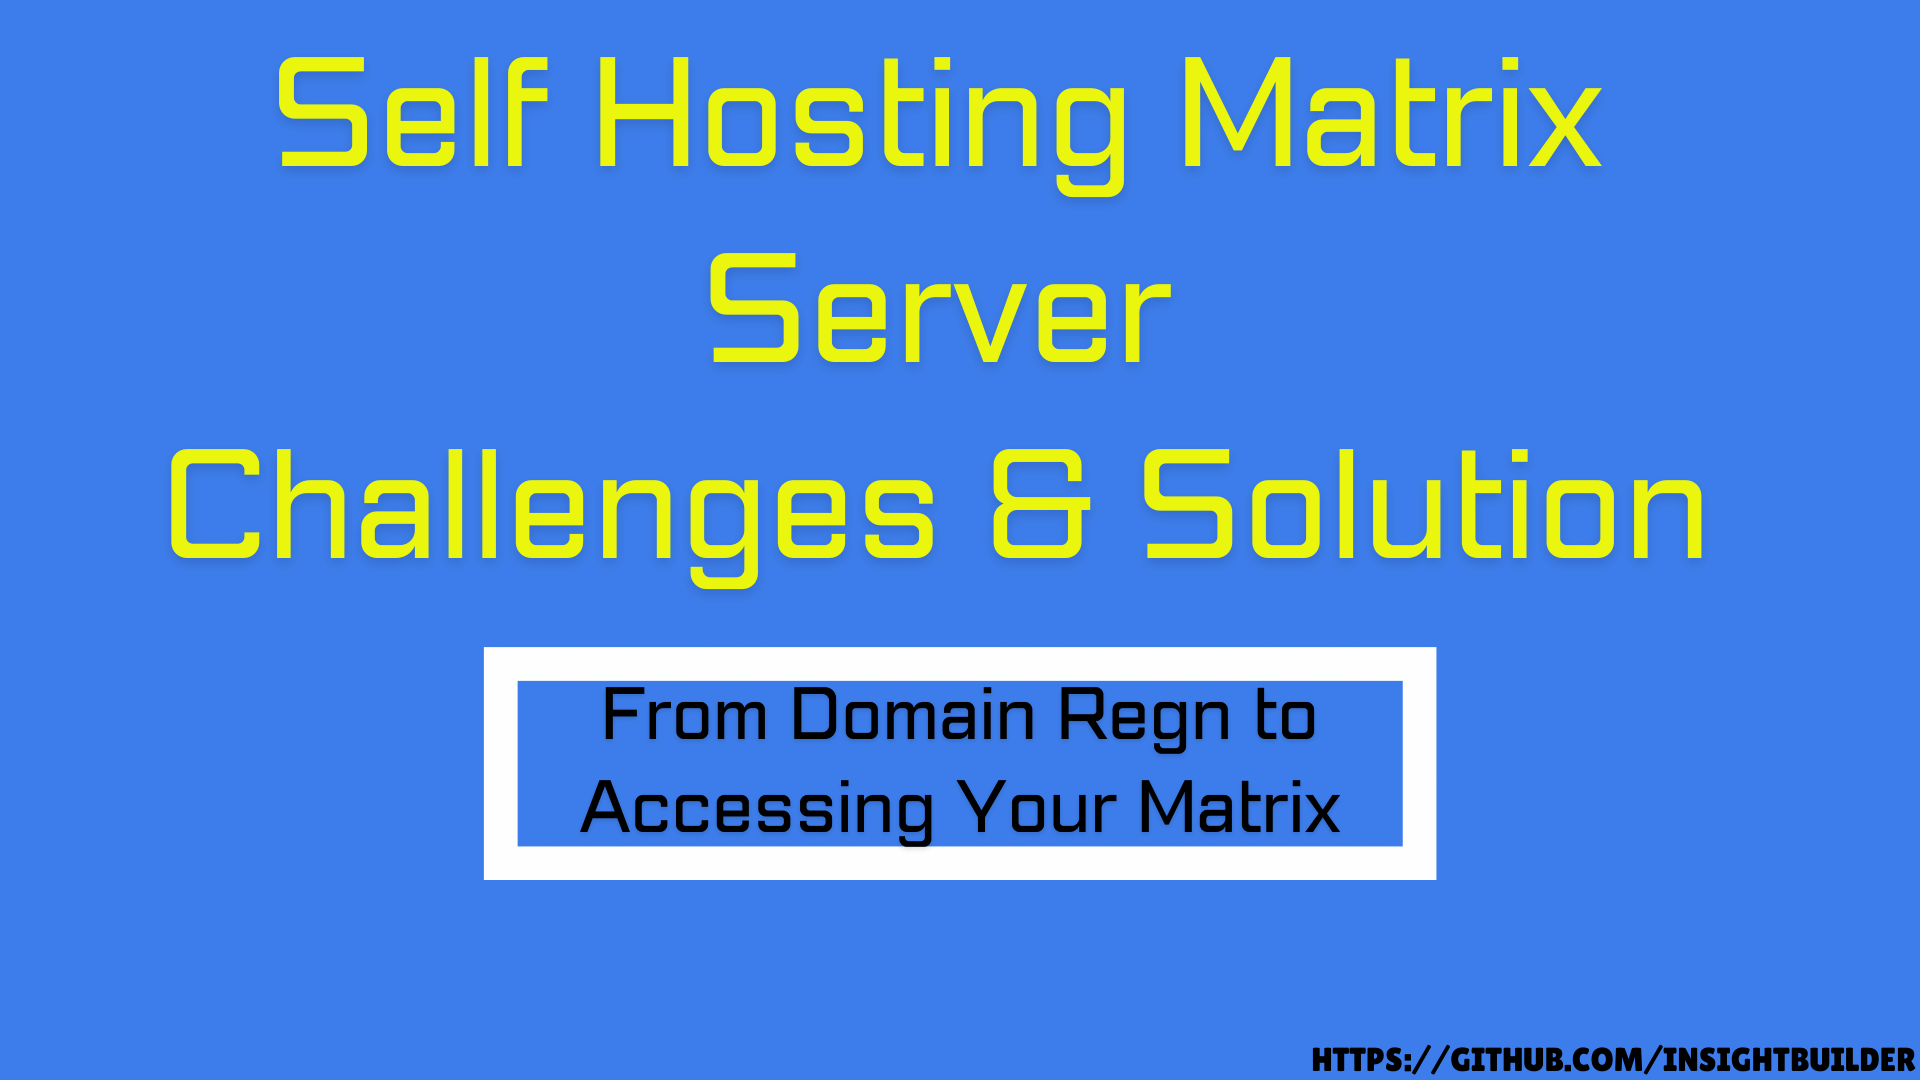 Self Hosting Matrix
Server
Challenges & Solution
From Domain Regn to
Accessing Your Matrix
HTTPS://GITHUB.COM/INSIGHTBUILDER